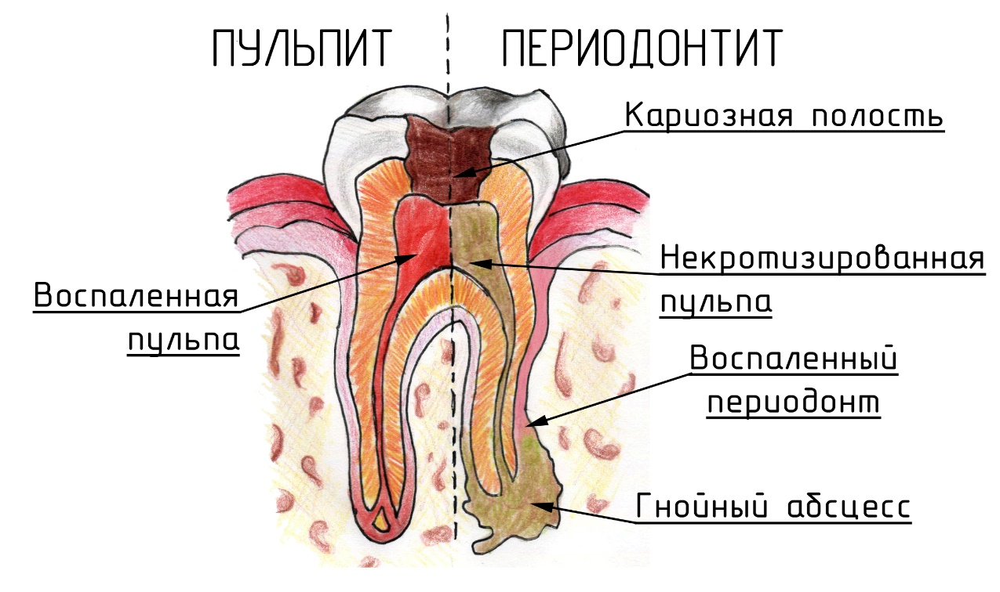 ПУЛЬПИТ
ПЕРИОДОНТИТ
Кариозная полость
Воспаленная
пульпа
Некротизированная
пульпа
Воспаленный
периодонт
Гнойный абсцесс